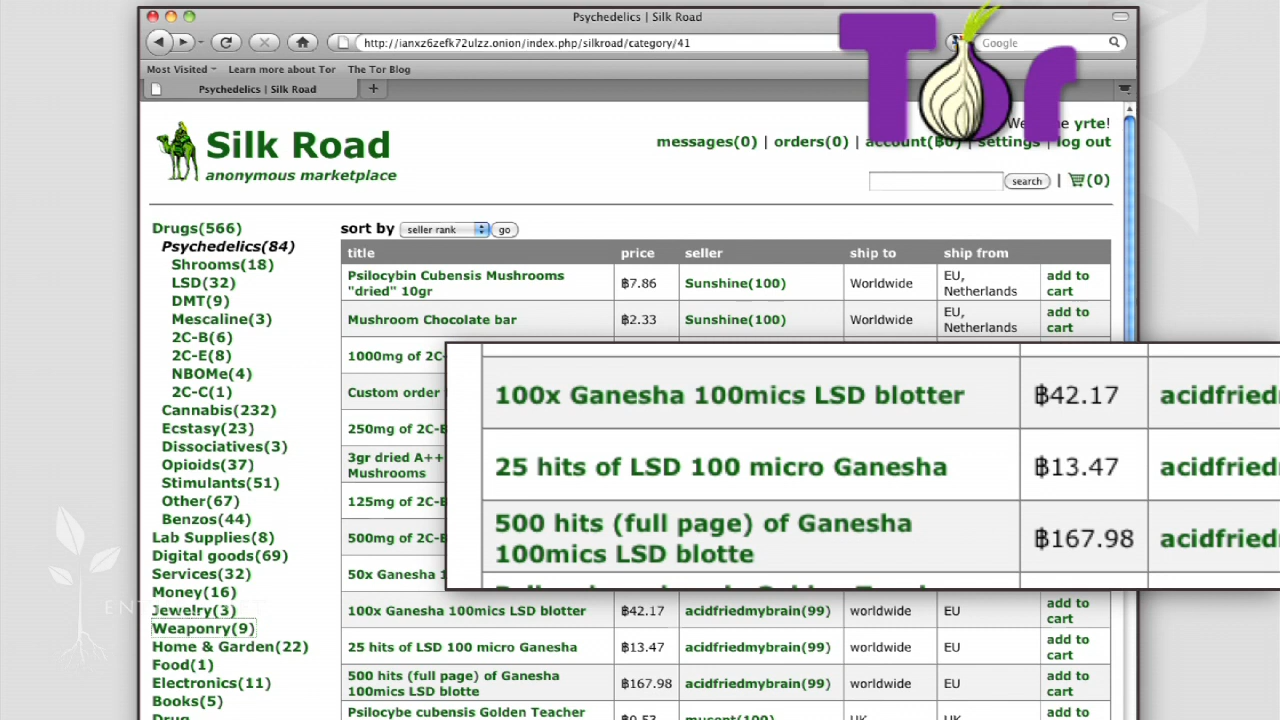 Psychedelics | Silk Road
http://ianxz6zefk72ulzz.onion/index.php/silkroad/category/41
Google
Tor
Most Visited Learn more about Tor The Tor Blog
Psychedelics | Silk Road
Silk Road
anonymous marketplace
yrte!
messages(0) | orders(0) | account(฿0) | settings | log out
search | (0)
Drugs(566)
Psychedelics(84)
Shrooms(18)
LSD(32)
DMT(9)
Mescaline(3)
2C-B(6)
2C-E(8)
NBOMe(4)
2C-C(1)
Cannabis(232)
Ecstasy(23)
Dissociatives(3)
Opioids(37)
Stimulants(51)
Other(67)
Benzos(44)
Lab Supplies(8)
Digital goods(69)
Services(32)
Money(16)
Jewelry(3)
Weaponry(9)
Home & Garden(22)
Food(1)
Electronics(11)
Books(5)
Drug
sort by seller rank go
title price seller ship to ship from
Psilocybin Cubensis Mushrooms
"dried" 10gr
฿7.86 Sunshine(100) Worldwide
EU,
Netherlands
add to
cart
Mushroom Chocolate bar ฿2.33 Sunshine(100) Worldwide
EU,
Netherlands
add to
cart
1000mg of 2C-
Custom order
250mg of 2C-
3gr dried A++
Mushrooms
125mg of 2C-
500mg of 2C-
50x Ganesha
100x Ganesha 100mics LSD blotter ฿42.17 acidfried
25 hits of LSD 100 micro Ganesha ฿13.47 acidfried
500 hits (full page) of Ganesha
100mics LSD blotte
฿167.98 acidfried
100x Ganesha 100mics LSD blotter ฿42.17 acidfriedmybrain(99) worldwide EU
add to
cart
25 hits of LSD 100 micro Ganesha ฿13.47 acidfriedmybrain(99) worldwide EU
add to
cart
500 hits (full page) of Ganesha
100mics LSD blotte
฿167.98 acidfriedmybrain(99) worldwide EU
add to
cart
Psilocybe cubensis Golden Teacher
add to